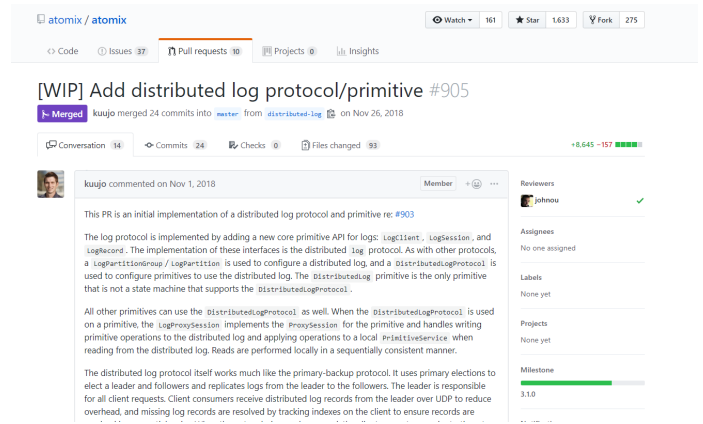 atomix / atomix
Watch 161 Star 1,633 Fork 275
Code Issues 37 Pull requests 10 Projects 0 Insights
[WIP] Add distributed log protocol/primitive #905
Merged kuujo merged 24 commits into master from distributed-log on Nov 26, 2018
Conversation 14 Commits 24 Checks 0 Files changed 93 +8,645 −157
kuujo commented on Nov 1, 2018 Member
This PR is an initial implementation of a distributed log protocol and primitive re: #903
The log protocol is implemented by adding a new core primitive API for logs: LogClient, LogSession, and
LogRecord. The implementation of these interfaces is the distributed log protocol. As with other protocols,
a LogPartitionGroup / LogPartition is used to configure a distributed log, and a DistributedLogProtocol is
used to configure primitives to use the distributed log. The DistributedLog primitive is the only primitive
that is not a state machine that supports the DistributedLogProtocol.
All other primitives can use the DistributedLogProtocol as well. When the DistributedLogProtocol is used
on a primitive, the LogProxySession implements the ProxySession for the primitive and handles writing
primitive operations to the distributed log and applying operations to a local PrimitiveService when
reading from the distributed log. Reads are performed locally in a sequentially consistent manner.
The distributed log protocol itself works much like the primary-backup protocol. It uses primary elections to
elect a leader and followers and replicates logs from the leader to the followers. The leader is responsible
for all client requests. Client consumers receive distributed log records from the leader over UDP to reduce
overhead, and missing log records are resolved by tracking indexes on the client to ensure records are
Reviewers
johnou
Assignees
No one assigned
Labels
None yet
Projects
None yet
Milestone
3.1.0